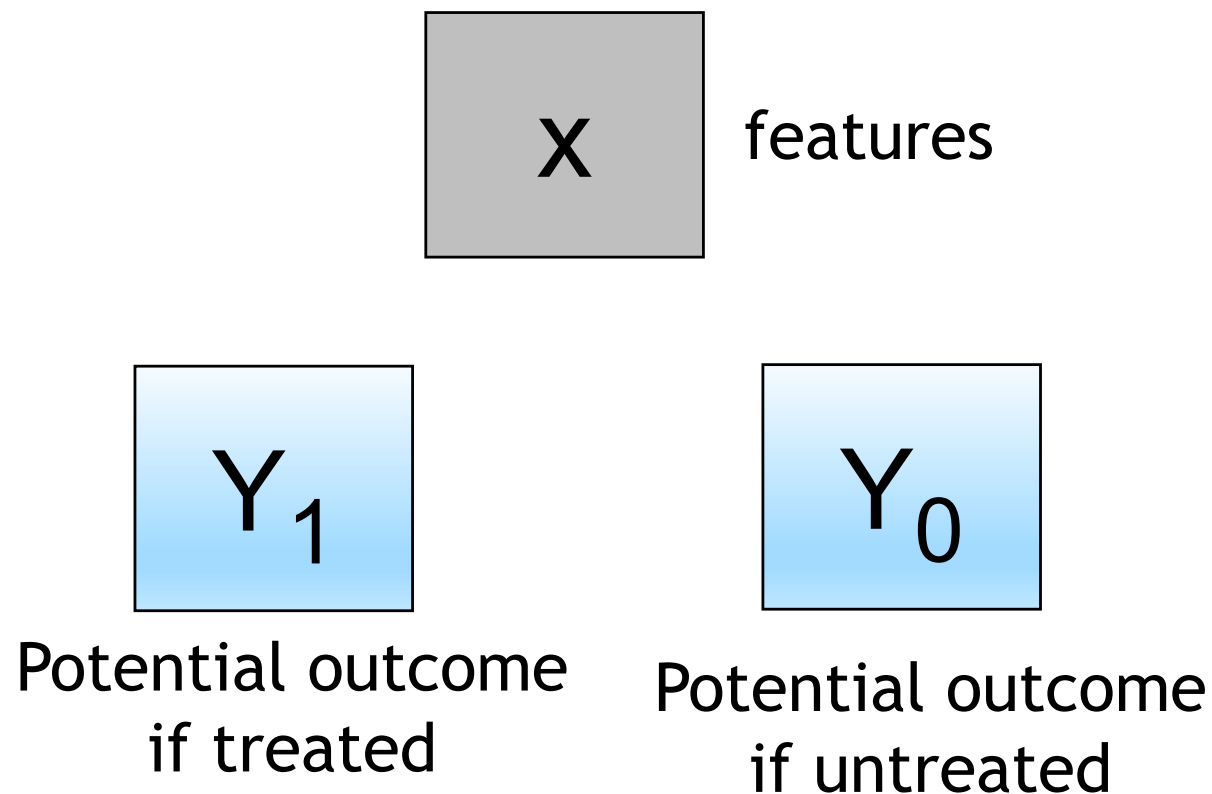 x
features
Y₁
Y₀
Potential outcome
if treated
Potential outcome
if untreated